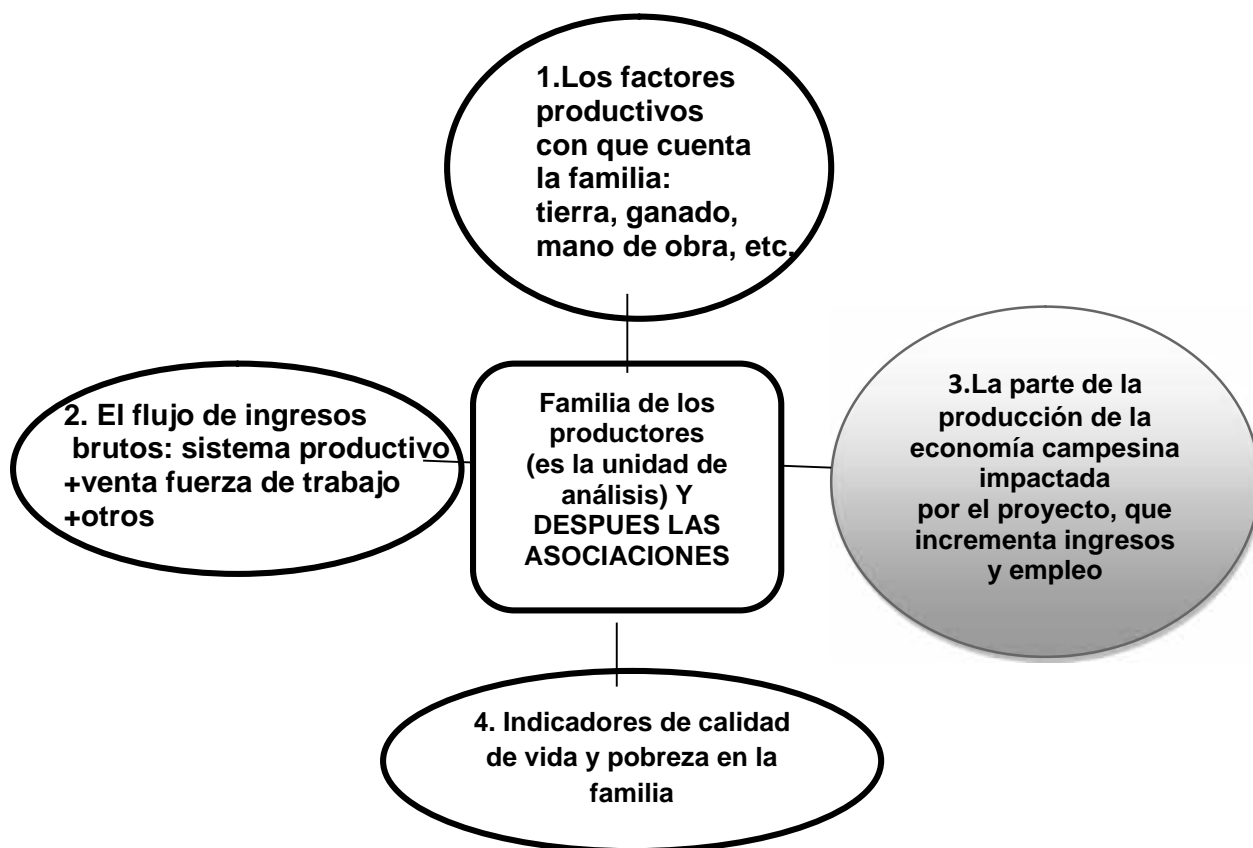 1.Los factores
productivos
con que cuenta
la familia:
tierra, ganado,
mano de obra, etc.
2. El flujo de ingresos
brutos: sistema productivo
+venta fuerza de trabajo
+otros
Familia de los
productores
(es la unidad de
análisis) Y
DESPUES LAS
ASOCIACIONES
3.La parte de la
producción de la
economía campesina
impactada
por el proyecto, que
incrementa ingresos
y empleo
4. Indicadores de calidad
de vida y pobreza en la
familia